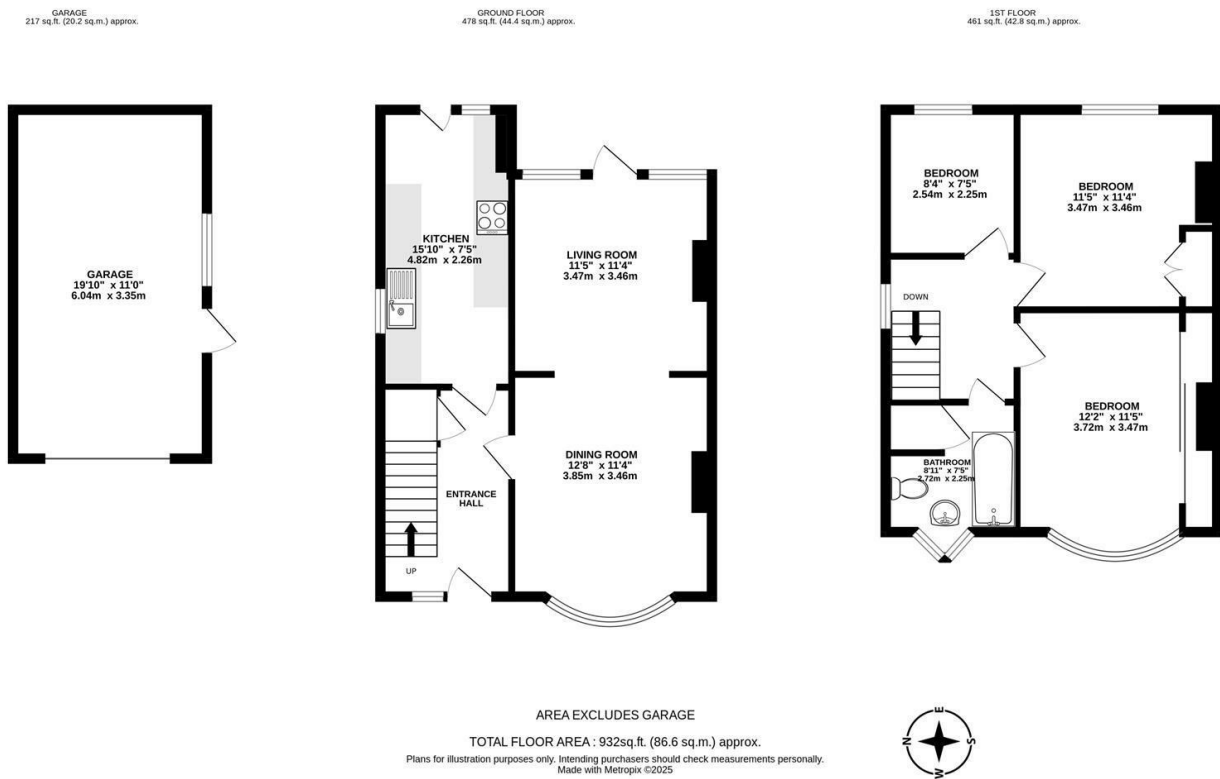 GARAGE
217 sq.ft. (20.2 sq.m.) approx.
GROUND FLOOR
478 sq.ft. (44.4 sq.m.) approx.
1ST FLOOR
461 sq.ft. (42.8 sq.m.) approx.
GARAGE
19'10" x 11'0"
6.04m x 3.35m
KITCHEN
15'10" x 7'5"
4.82m x 2.26m
LIVING ROOM
11'5" x 11'4"
3.47m x 3.46m
DINING ROOM
12'8" x 11'4"
3.85m x 3.46m
ENTRANCE
HALL
UP
BEDROOM
8'4" x 7'5"
2.54m x 2.25m
BEDROOM
11'5" x 11'4"
3.47m x 3.46m
DOWN
BEDROOM
12'2" x 11'5"
3.72m x 3.47m
BATHROOM
8'11" x 7'5"
2.72m x 2.25m
AREA EXCLUDES GARAGE
TOTAL FLOOR AREA : 932sq.ft. (86.6 sq.m.) approx.
Plans for illustration purposes only. Intending purchasers should check measurements personally.
Made with Metropix ©2025
E
N
S
W